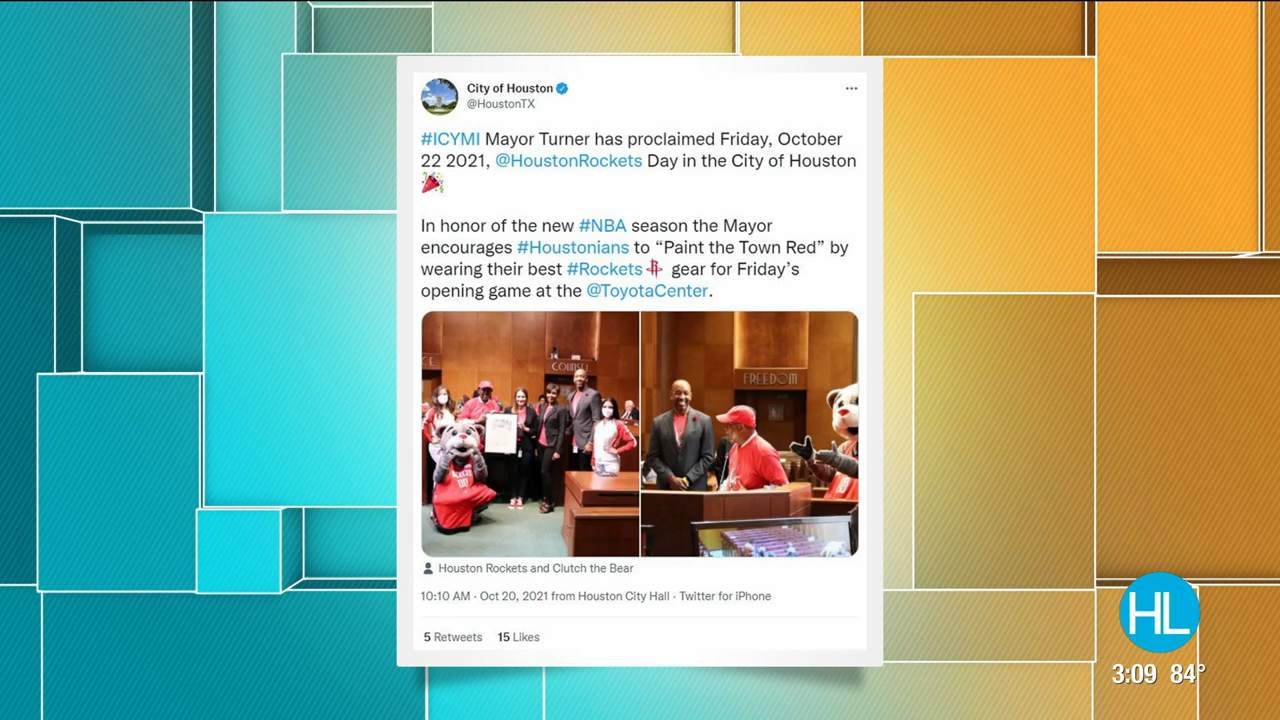 City of Houston
@HoustonTX
#ICYMI Mayor Turner has proclaimed Friday, October
22 2021, @HoustonRockets Day in the City of Houston
In honor of the new #NBA season the Mayor
encourages #Houstonians to “Paint the Town Red” by
wearing their best #Rockets gear for Friday’s
opening game at the @ToyotaCenter.
COUNSEL
FREEDOM
ROCKETS
00
Houston Rockets and Clutch the Bear
10:10 AM · Oct 20, 2021 from Houston City Hall · Twitter for iPhone
5 Retweets 15 Likes
HL
3:09 84°